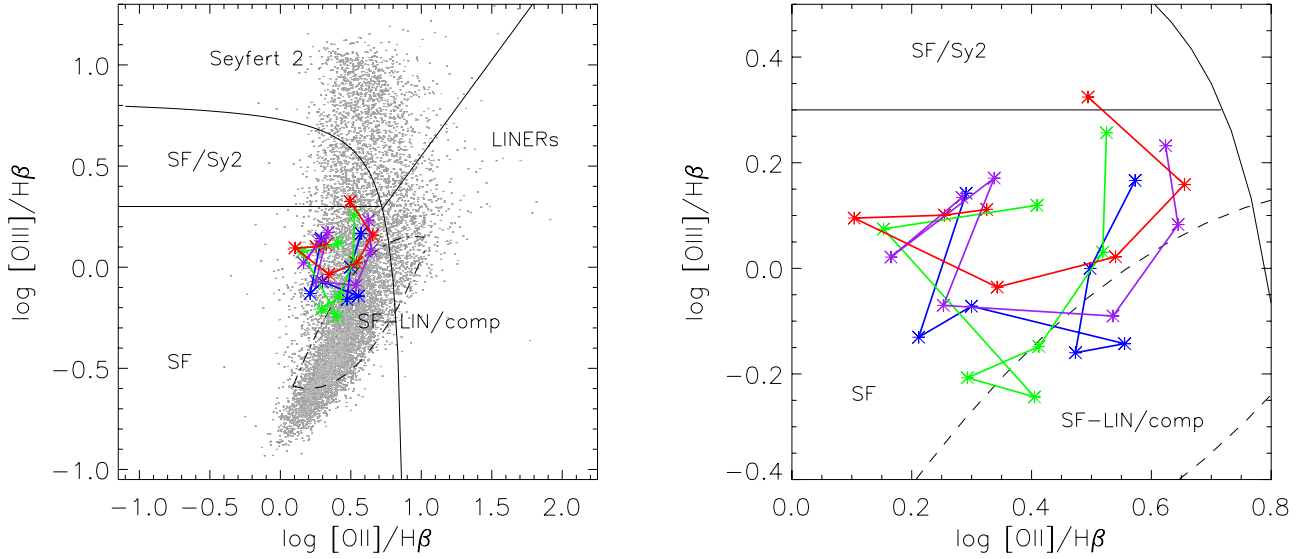 Seyfert 2
LINERs
SF/Sy2
SF-LIN/comp
SF
1.0
0.5
0.0
-0.5
-1.0
log [OIII]/Hβ
-1.0 -0.5 0.0 0.5 1.0 1.5 2.0
log [OII]/Hβ
SF/Sy2
SF
SF-LIN/comp
0.4
0.2
0.0
-0.2
-0.4
log [OIII]/Hβ
0.0 0.2 0.4 0.6 0.8
log [OII]/Hβ